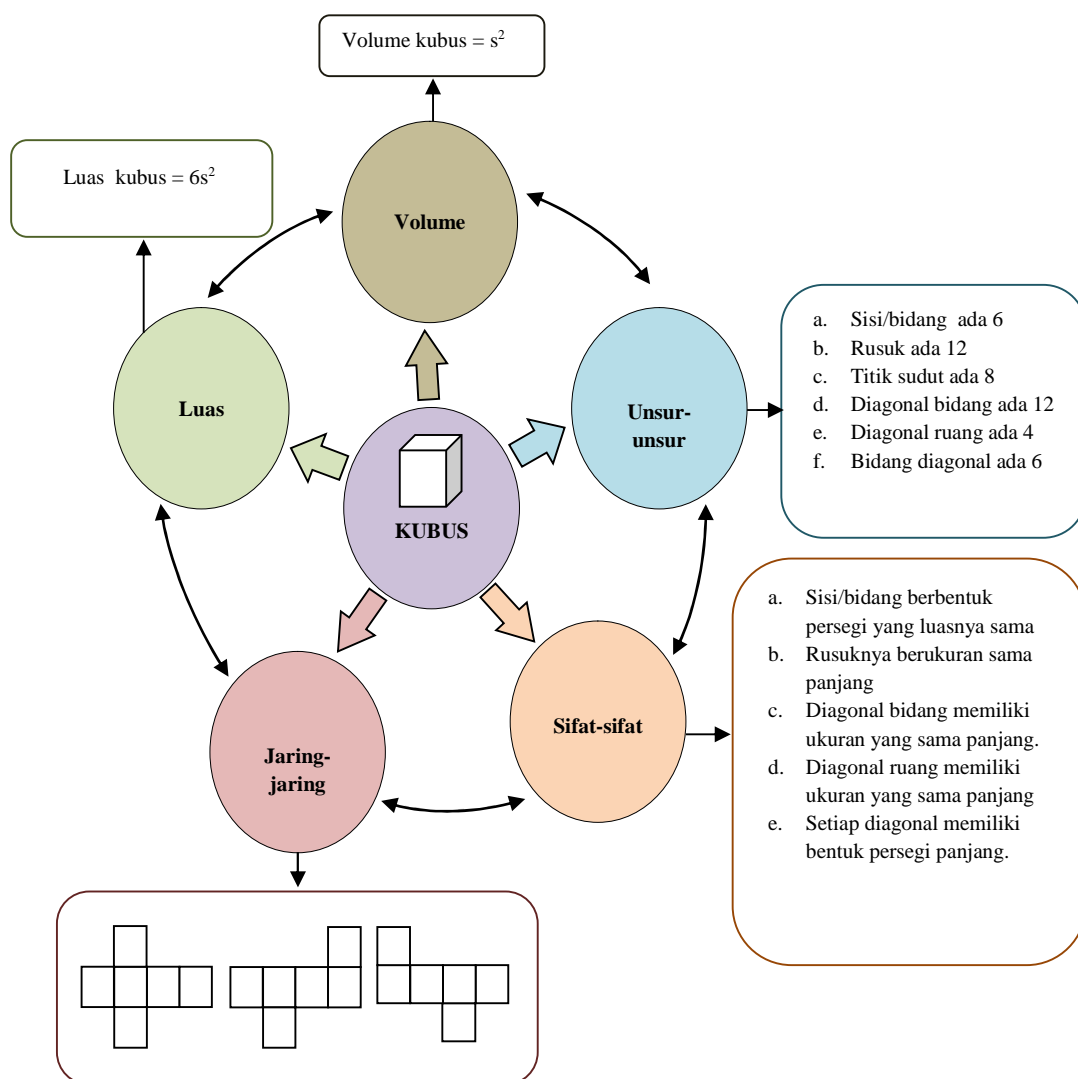 Volume kubus = s²
Luas kubus = 6s²
Volume
Luas
Unsur-
unsur
a. Sisi/bidang ada 6
b. Rusuk ada 12
c. Titik sudut ada 8
d. Diagonal bidang ada 12
e. Diagonal ruang ada 4
f. Bidang diagonal ada 6
KUBUS
Jaring-
jaring
Sifat-sifat
a. Sisi/bidang berbentuk
persegi yang luasnya sama
b. Rusuknya berukuran sama
panjang
c. Diagonal bidang memiliki
ukuran yang sama panjang.
d. Diagonal ruang memiliki
ukuran yang sama panjang
e. Setiap diagonal memiliki
bentuk persegi panjang.